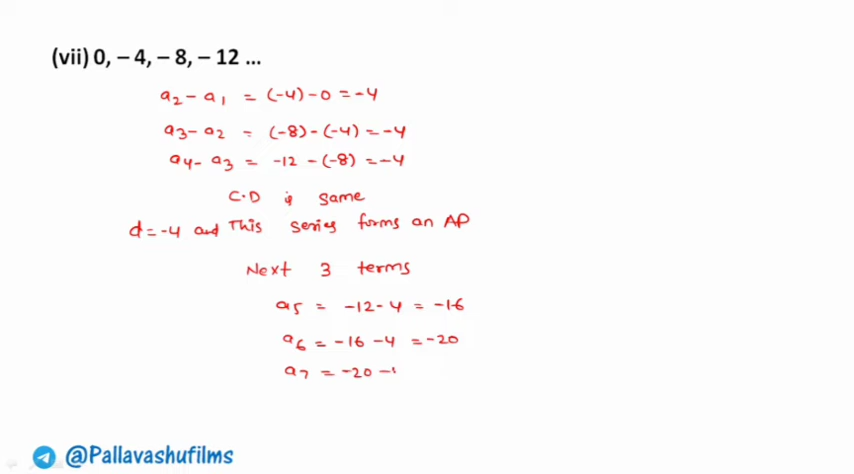 (vii) 0, – 4, – 8, – 12 ...
a2 - a1 = (-4) - 0 = -4
a3 - a2 = (-8) - (-4) = -4
a4 - a3 = -12 - (-8) = -4
C.D is same
d = -4 and This series forms an AP
Next 3 terms
a5 = -12 - 4 = -16
a6 = -16 - 4 = -20
a7 = -20 -
@Pallavashufilms